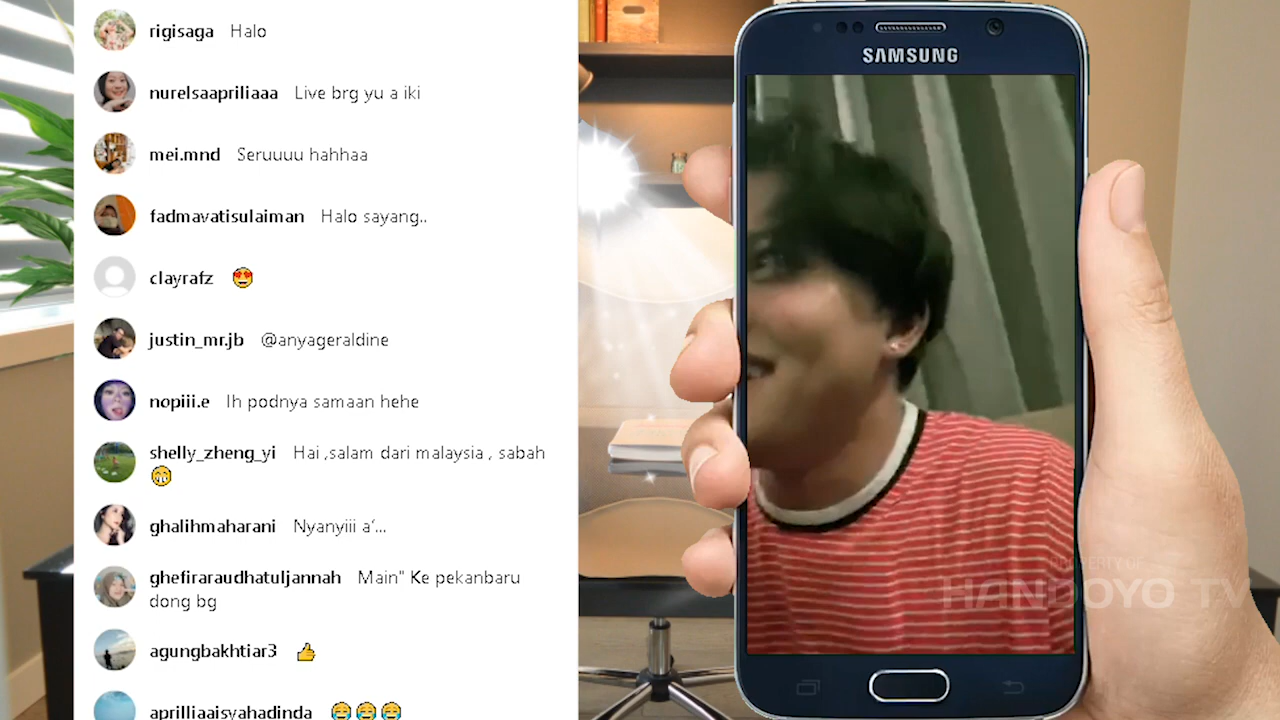 rigisaga Halo
nurelsaapriliaaa Live brg yu a iki
mei.mnd Seruuuu hahhaa
fadmavatisulaiman Halo sayang..
clayrafz 😍
justin_mr.jb @anyageraldine
nopiii.e Ih podnya samaan hehe
shelly_zheng_yi Hai ,salam dari malaysia , sabah
😁
ghalihmaharani Nyanyiii a’...
ghefiraraudhatuljannah Main" Ke pekanbaru
dong bg
agungbakhtiar3 👍
aprilliaaisyahadinda 😂😂😂
SAMSUNG
PROPERTY OF
HANDOYO TV